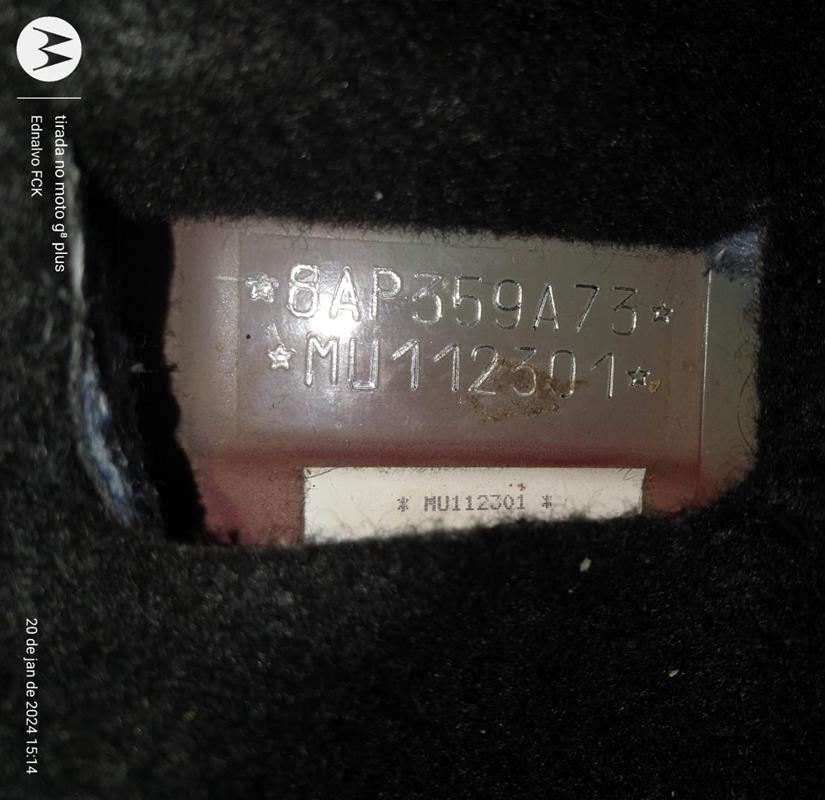 ☆8AP359A73☆
☆MU112301☆
* MU112301 *
tirada no moto g⁸ plus
Ednalvo FCK
20 de jan de 2024 15:14